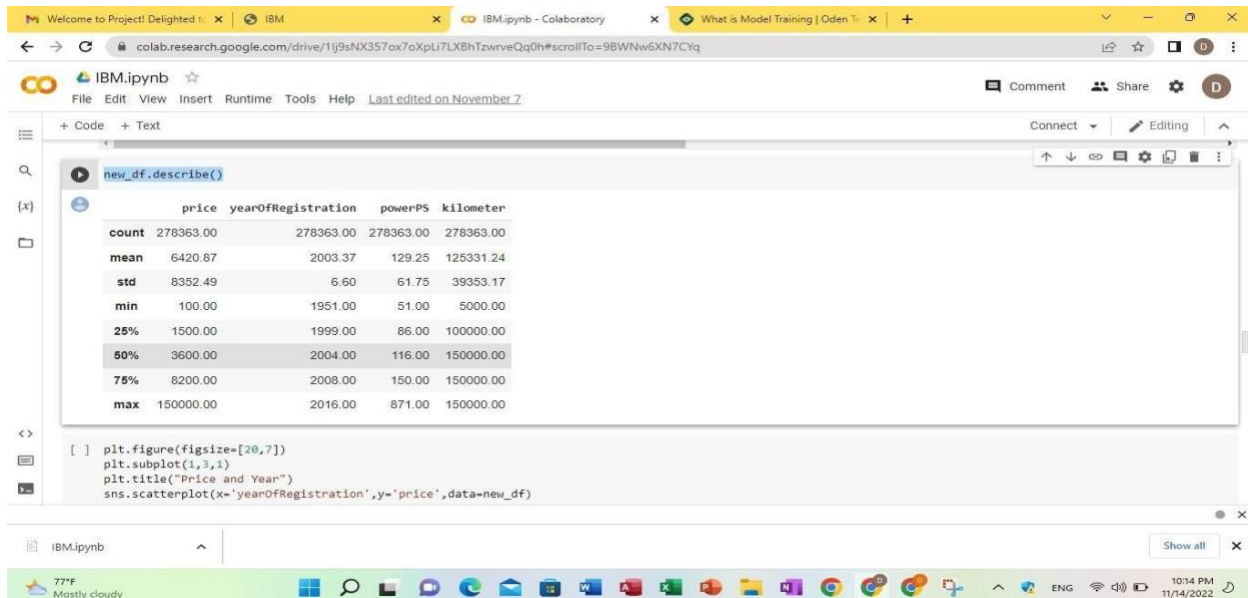 Welcome to Project! Delighted to
IBM
IBM.ipynb - Colaboratory
What is Model Training | Oden Te
colab.research.google.com/drive/1Ij9sNX357ox7oXpLi7LXBhTzwrveQq0h#scrollTo=9BWNw6XN7CYq
IBM.ipynb
Comment Share D
File Edit View Insert Runtime Tools Help Last edited on November 7
+ Code + Text Connect Editing
new_df.describe()
{x}
price yearOfRegistration powerPS kilometer
count 278363.00 278363.00 278363.00 278363.00
mean 6420.87 2003.37 129.25 125331.24
std 8352.49 6.60 61.75 39353.17
min 100.00 1951.00 51.00 5000.00
25% 1500.00 1999.00 86.00 100000.00
50% 3600.00 2004.00 116.00 150000.00
75% 8200.00 2008.00 150.00 150000.00
max 150000.00 2016.00 871.00 150000.00
[ ] plt.figure(figsize=[20,7])
plt.subplot(1,3,1)
plt.title("Price and Year")
sns.scatterplot(x='yearOfRegistration',y='price',data=new_df)
IBM.ipynb Show all
77°F
Mostly cloudy
ENG
10:14 PM
11/14/2022